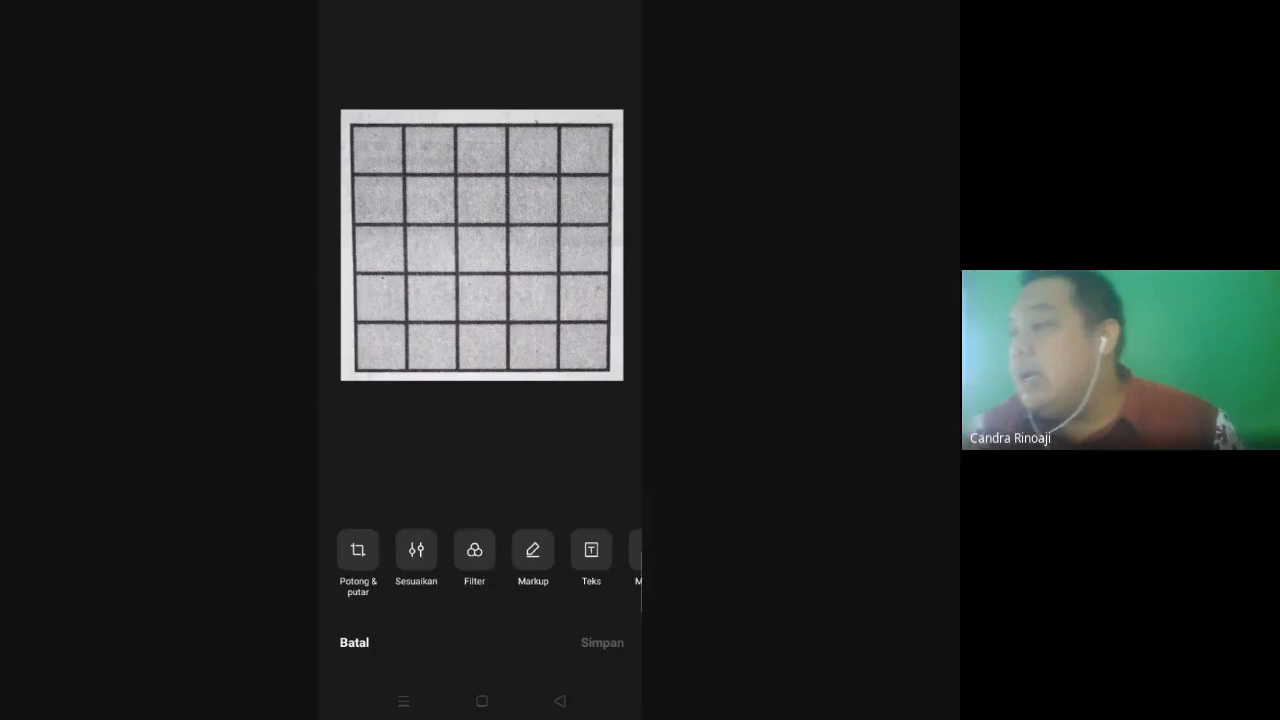 Potong &
putar
Sesuaikan
Filter
Markup
Teks
M
Batal
Simpan
Candra Rinoaji